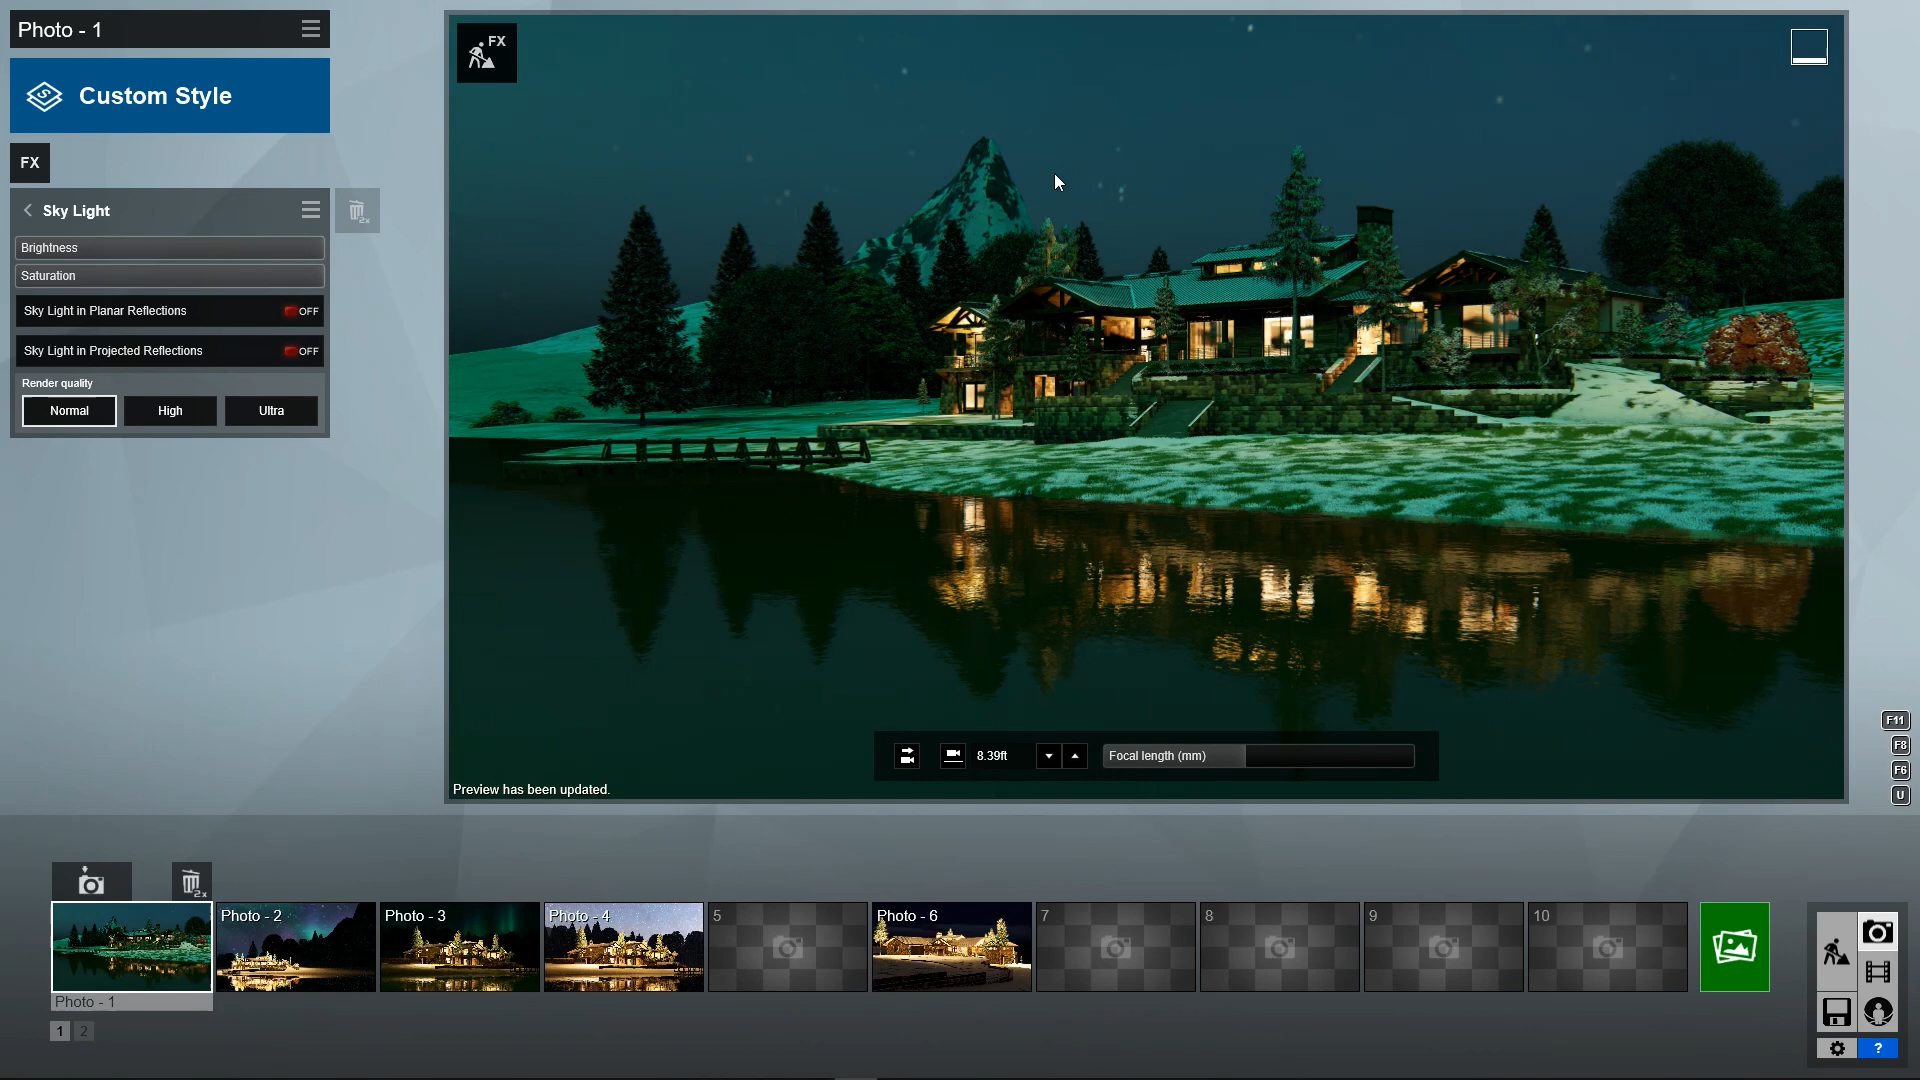 Photo - 1
Custom Style
FX
Sky Light
2x
Brightness
Saturation
Sky Light in Planar Reflections OFF
Sky Light in Projected Reflections OFF
Render quality
Normal High Ultra
FX
8.39ft
Focal length (mm)
Preview has been updated.
F11
F8
F6
U
2x
Photo - 2
Photo - 3
Photo - 4
5
Photo - 6
7
8
9
10
Photo - 1
1 2
?